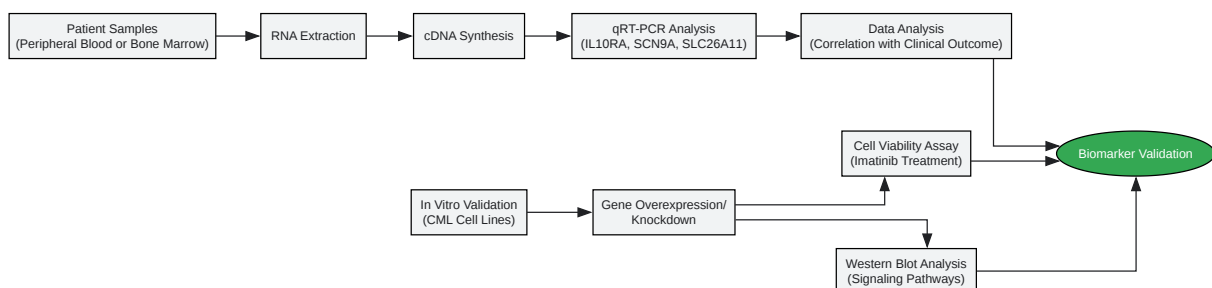 Patient Samples
(Peripheral Blood or Bone Marrow)
RNA Extraction
cDNA Synthesis
qRT-PCR Analysis
(IL10RA, SCN9A, SLC26A11)
Data Analysis
(Correlation with Clinical Outcome)
Cell Viability Assay
(Imatinib Treatment)
Biomarker Validation
In Vitro Validation
(CML Cell Lines)
Gene Overexpression/
Knockdown
Western Blot Analysis
(Signaling Pathways)